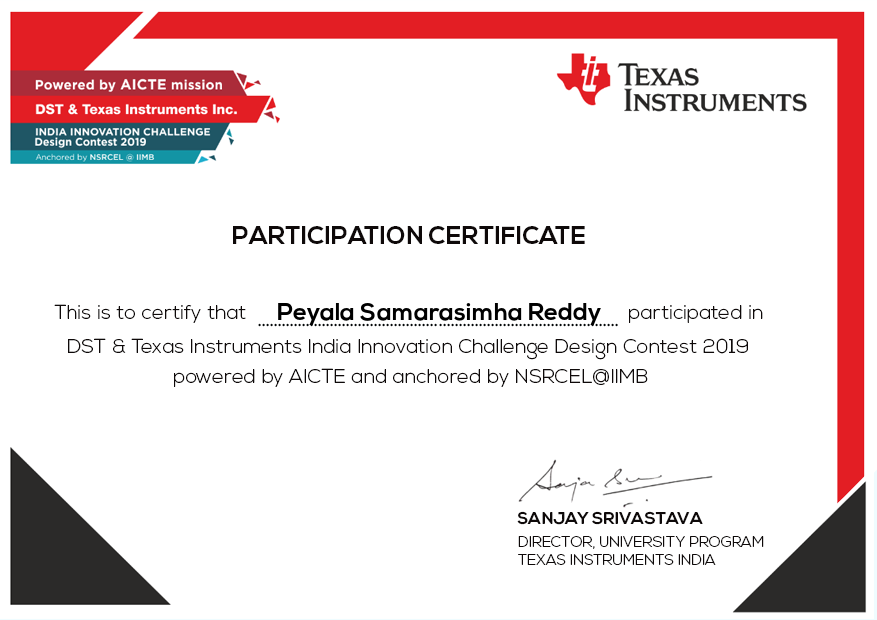 Powered by AICTE mission
DST & Texas Instruments Inc.
INDIA INNOVATION CHALLENGE
Design Contest 2019
Anchored by NSRCEL @ IIMB
TEXAS
INSTRUMENTS
PARTICIPATION CERTIFICATE
This is to certify that Peyala Samarasimha Reddy participated in
DST & Texas Instruments India Innovation Challenge Design Contest 2019
powered by AICTE and anchored by NSRCEL@IIMB
SANJAY SRIVASTAVA
DIRECTOR, UNIVERSITY PROGRAM
TEXAS INSTRUMENTS INDIA